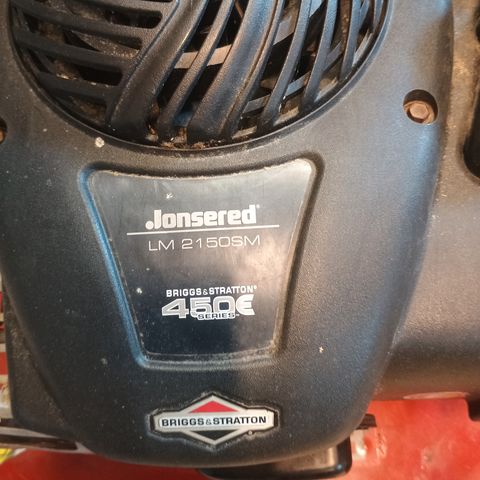 Jonsered®
LM 2150SM
BRIGGS&STRATTON®
450E
SERIES
BRIGGS&STRATTON